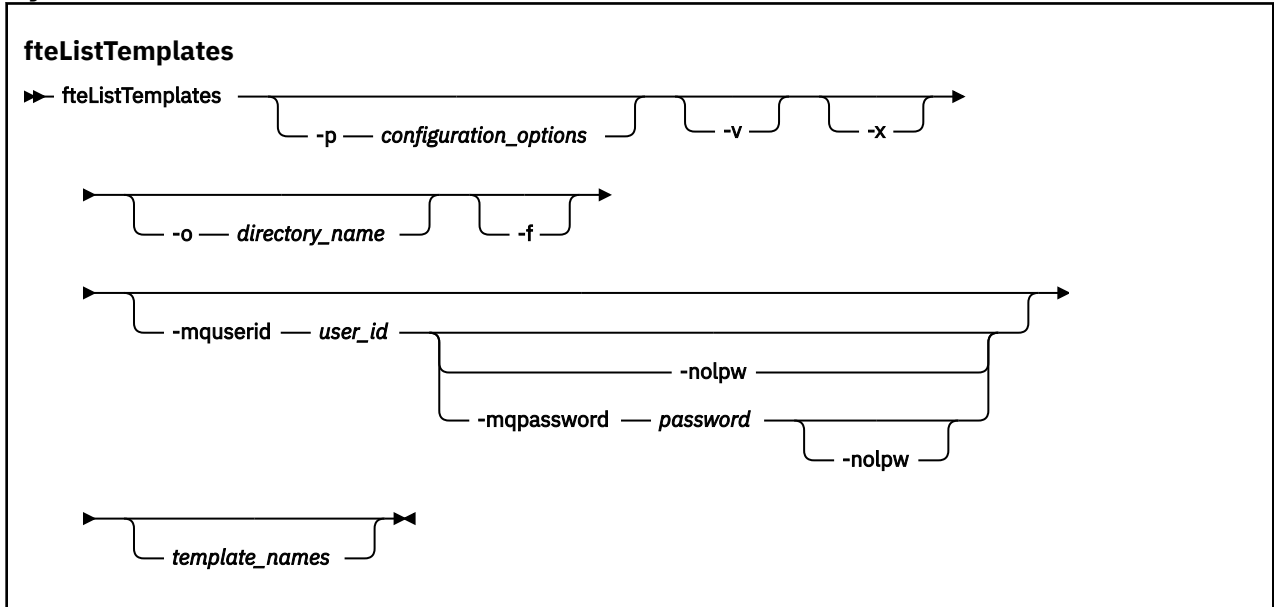 fteListTemplates
fteListTemplates
-p configuration_options -v -x
-o directory_name -f
-mquserid user_id
-nolpw
-mqpassword password
-nolpw
template_names